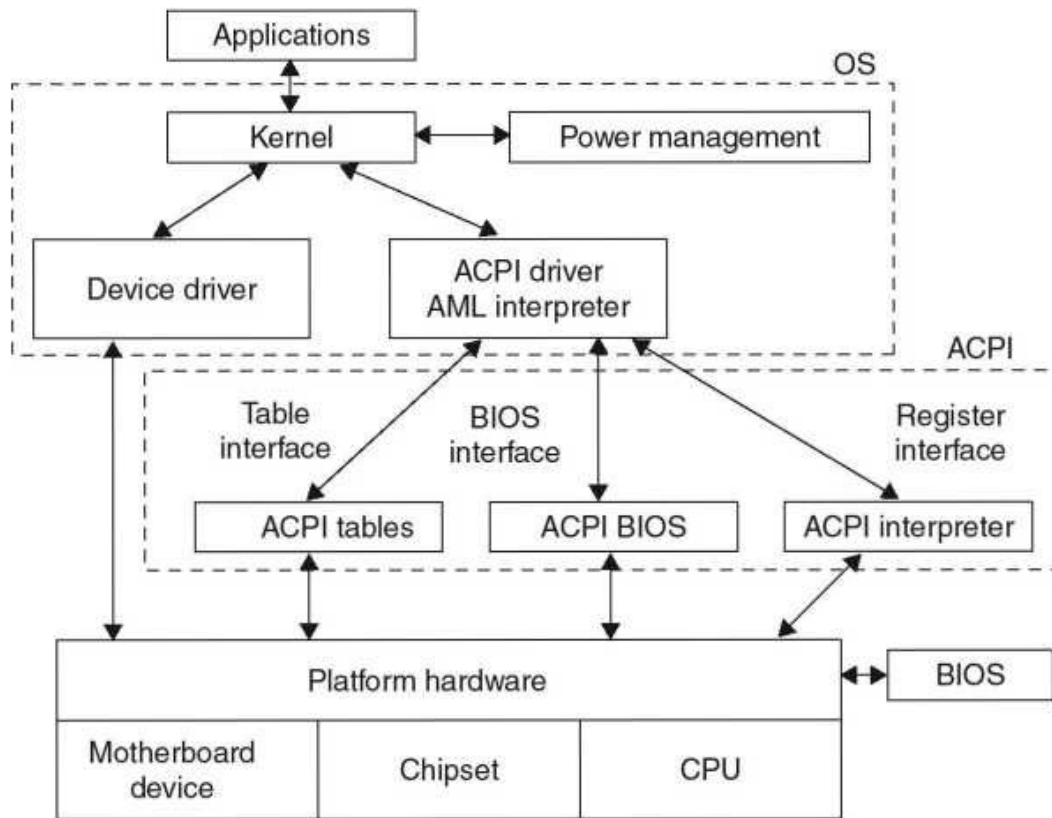 Applications
OS
Kernel
Power management
Device driver
ACPI driver
AML interpreter
ACPI
Table
interface
BIOS
interface
Register
interface
ACPI tables
ACPI BIOS
ACPI interpreter
Platform hardware
BIOS
Motherboard
device
Chipset
CPU